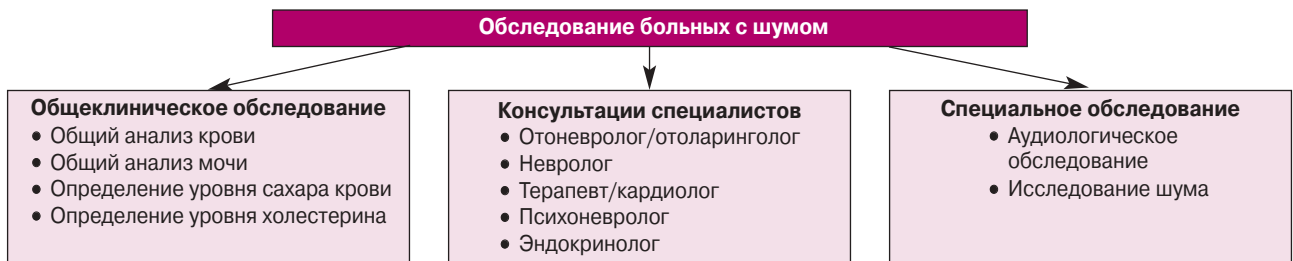 Обследование больных с шумом
Общеклиническое обследование
• Общий анализ крови
• Общий анализ мочи
• Определение уровня сахара крови
• Определение уровня холестерина
Консультации специалистов
• Отоневролог/отоларинголог
• Невролог
• Терапевт/кардиолог
• Психоневролог
• Эндокринолог
Специальное обследование
• Аудиологическое
обследование
• Исследование шума